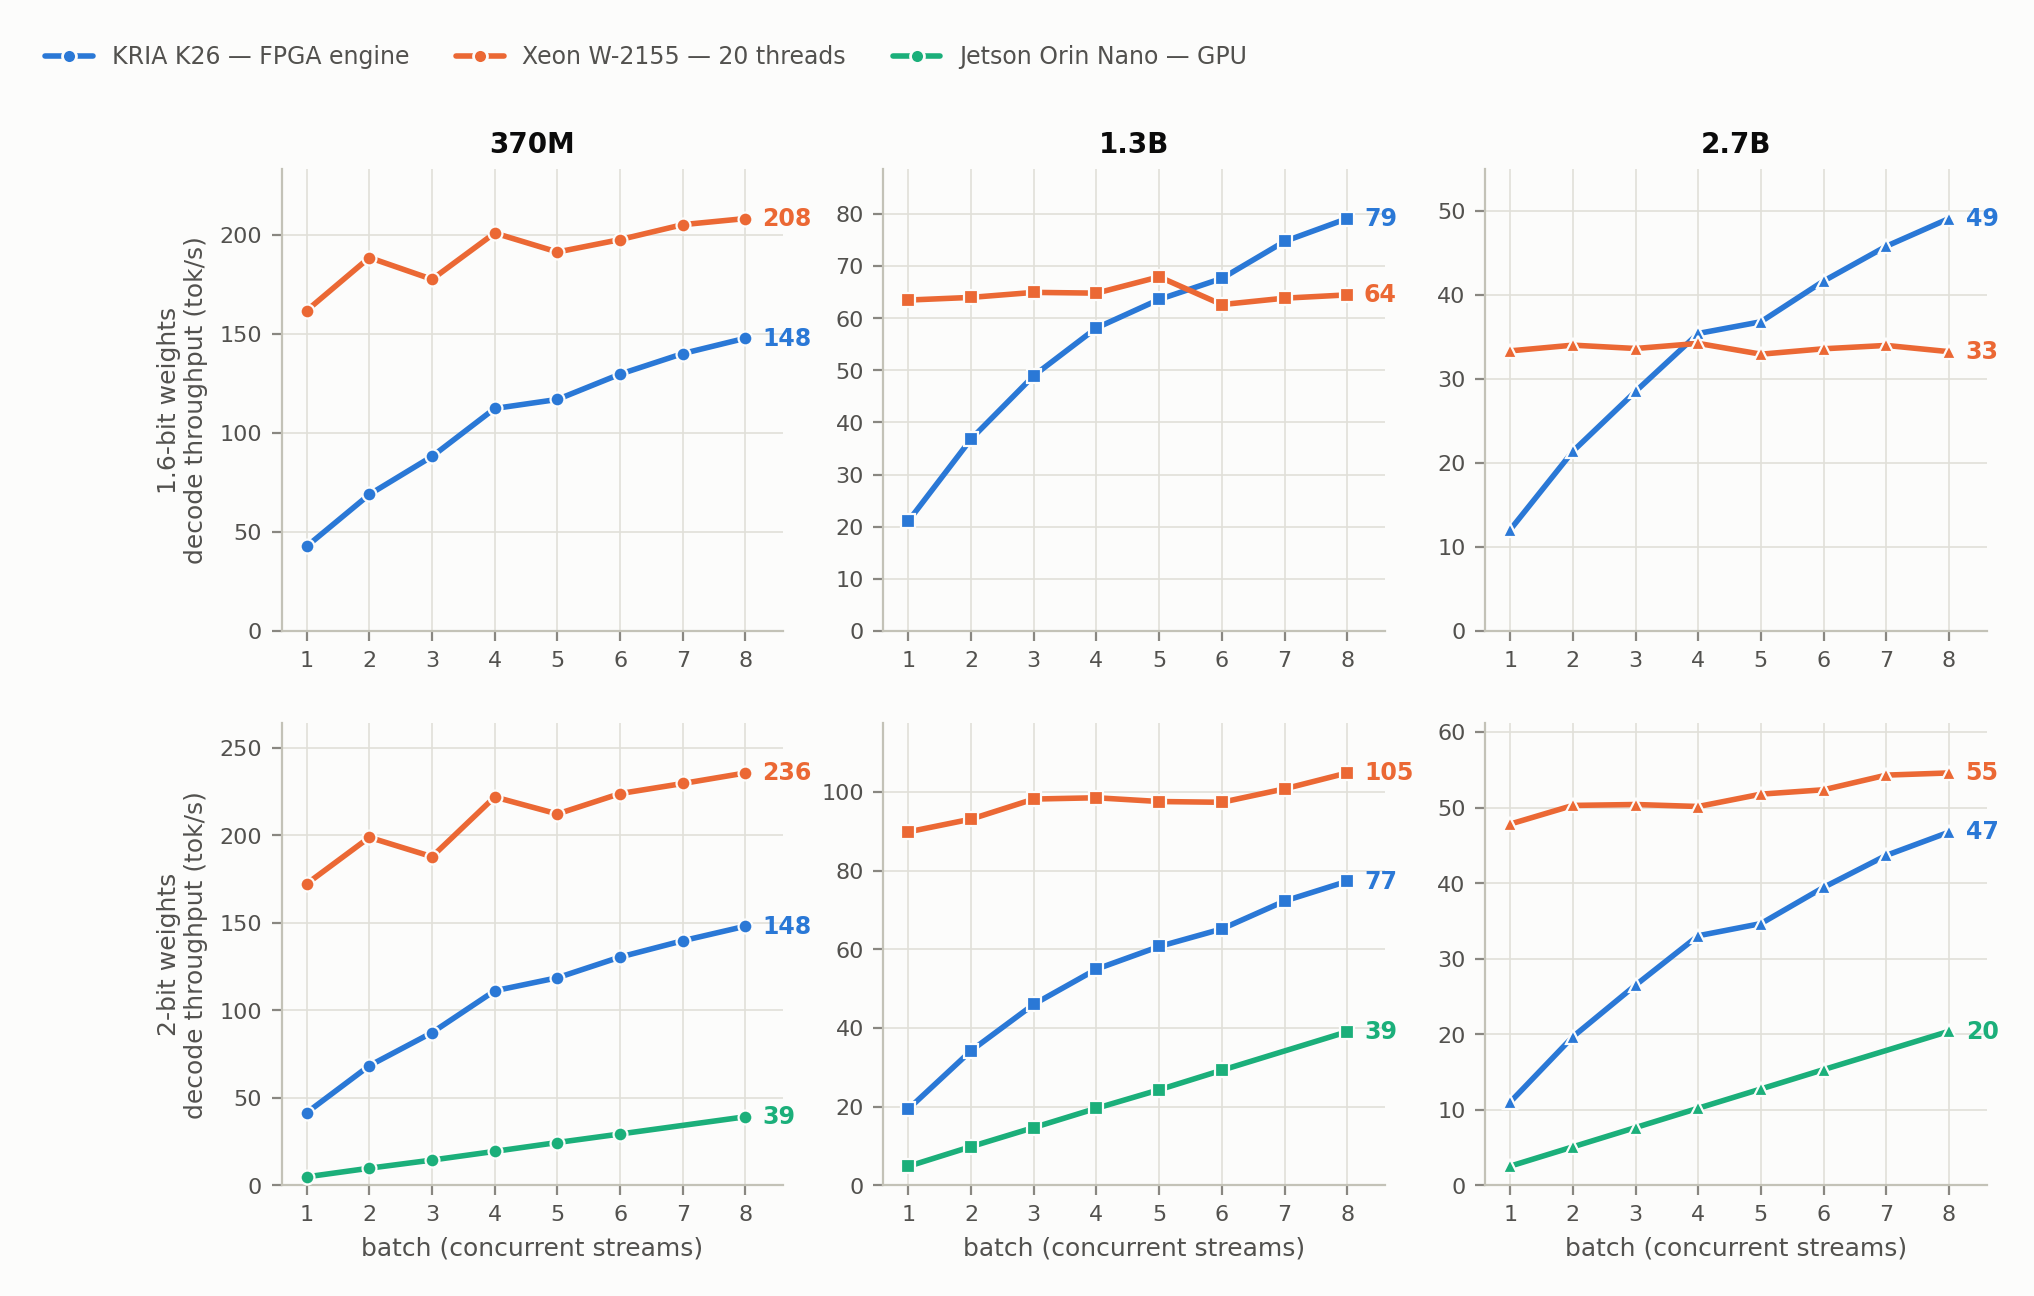 KRIA K26 — FPGA engine
Xeon W-2155 — 20 threads
Jetson Orin Nano — GPU
370M
1.3B
2.7B
1.6-bit weights
decode throughput (tok/s)
200
150
100
50
0
208
148
1 2 3 4 5 6 7 8
80
70
60
50
40
30
20
10
0
79
64
1 2 3 4 5 6 7 8
50
40
30
20
10
0
49
33
1 2 3 4 5 6 7 8
2-bit weights
decode throughput (tok/s)
250
200
150
100
50
0
236
148
39
1 2 3 4 5 6 7 8
batch (concurrent streams)
100
80
60
40
20
0
105
77
39
1 2 3 4 5 6 7 8
batch (concurrent streams)
60
50
40
30
20
10
0
55
47
20
1 2 3 4 5 6 7 8
batch (concurrent streams)